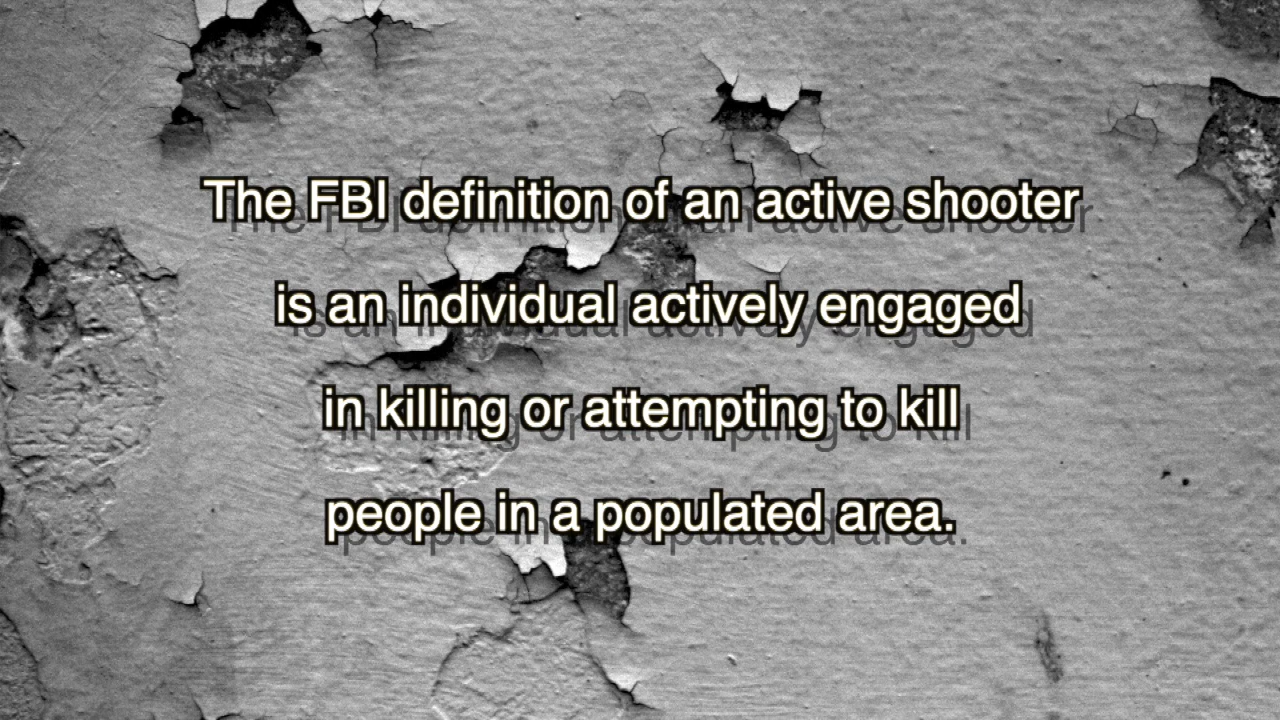 The FBI definition of an active shooter
is an individual actively engaged
in killing or attempting to kill
people in a populated area.